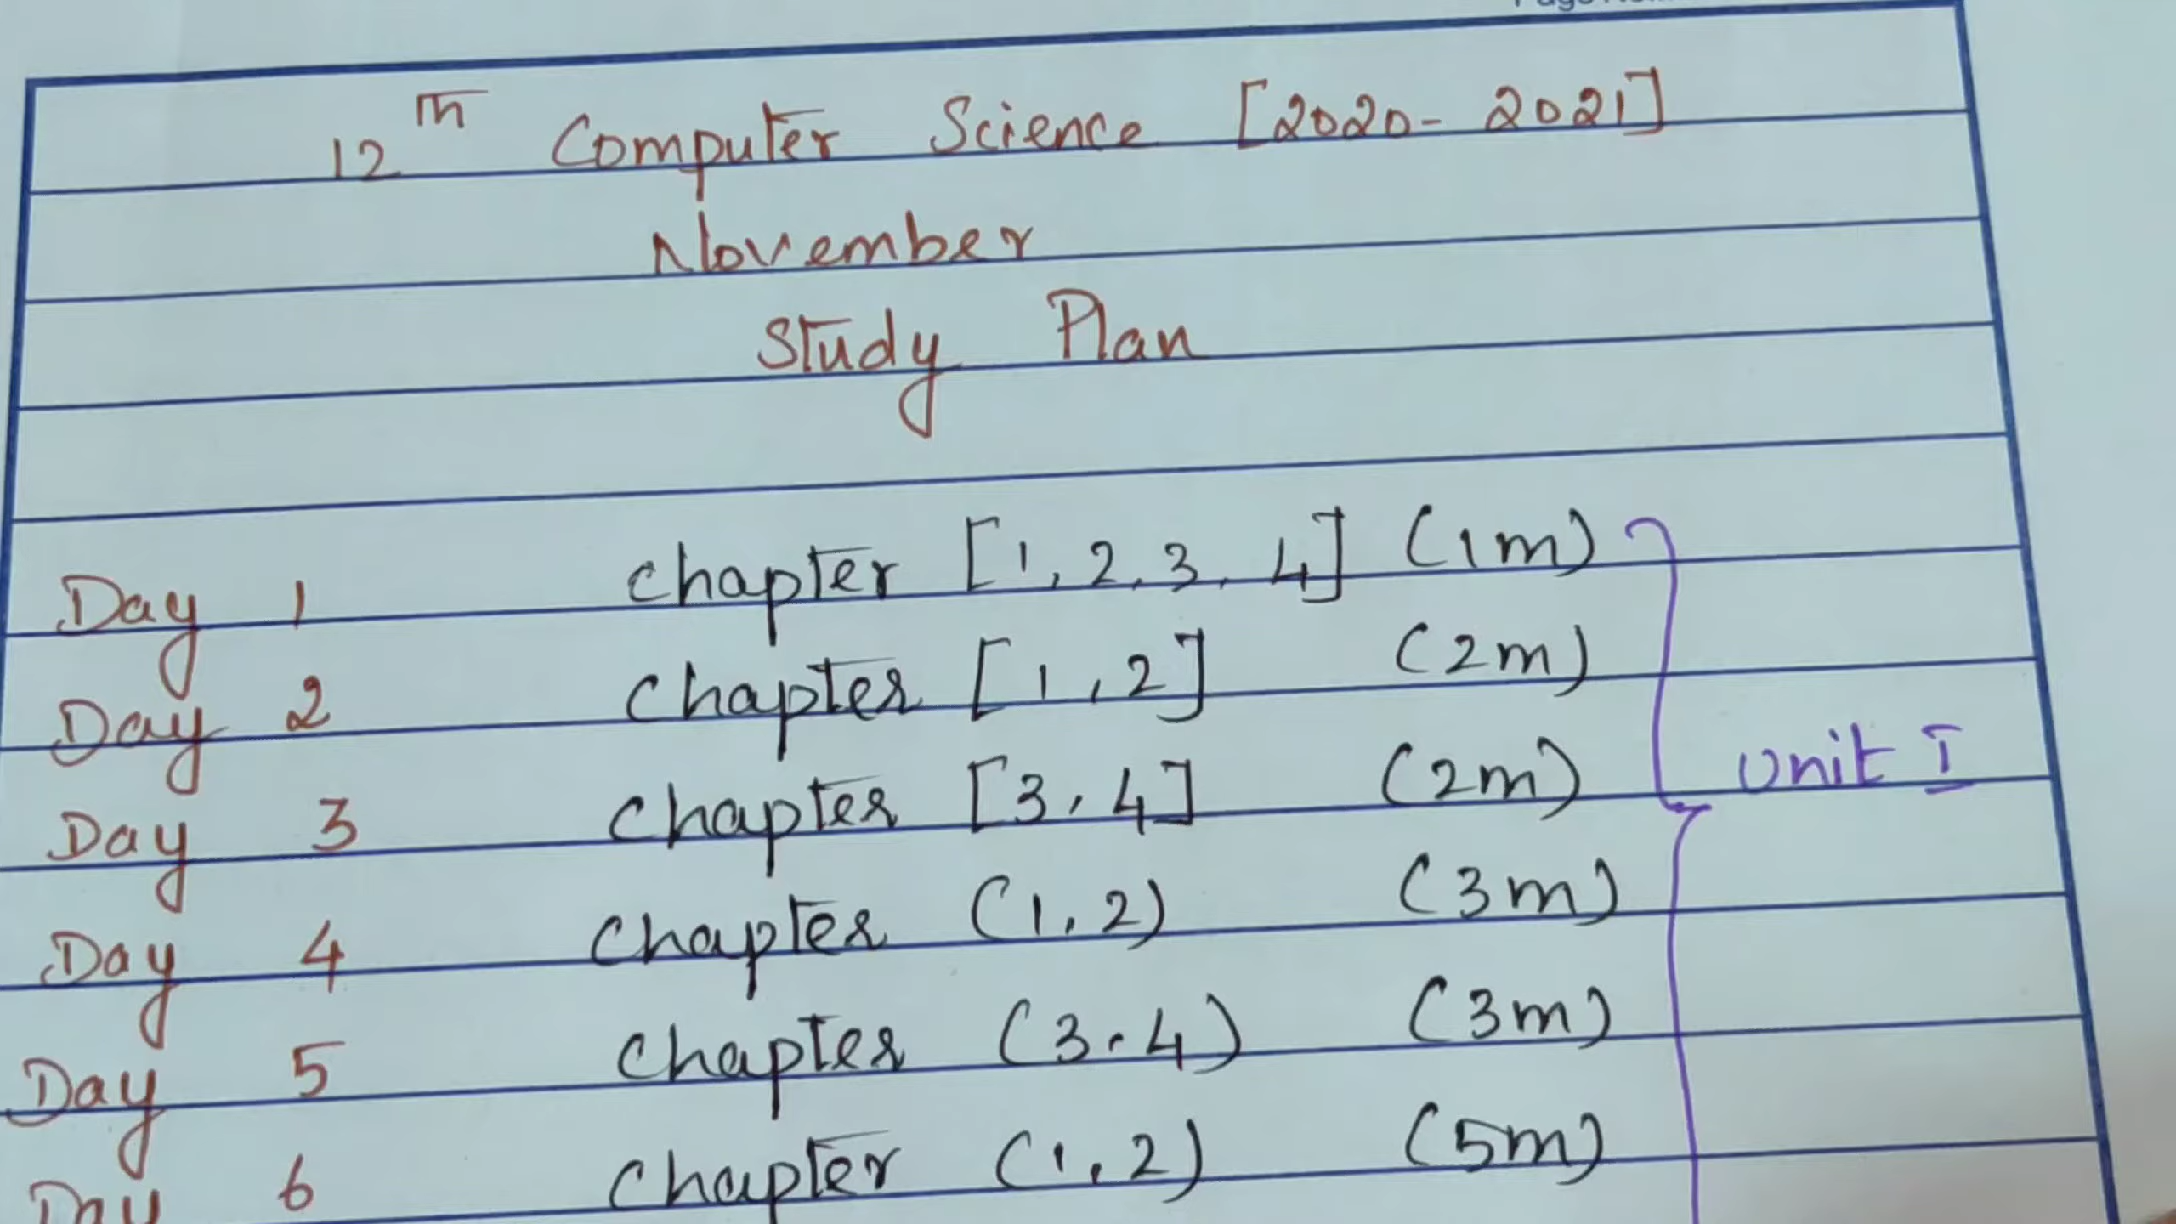 12th Computer Science [2020-2021]
November
Study Plan
Day 1 chapter [1, 2, 3, 4] (1m)
Day 2 chapter [1, 2] (2m)
Day 3 chapter [3, 4] (2m)
unit I
Day 4 chapter (1, 2) (3m)
Day 5 chapter (3, 4) (3m)
Day 6 chapter (1, 2) (5m)